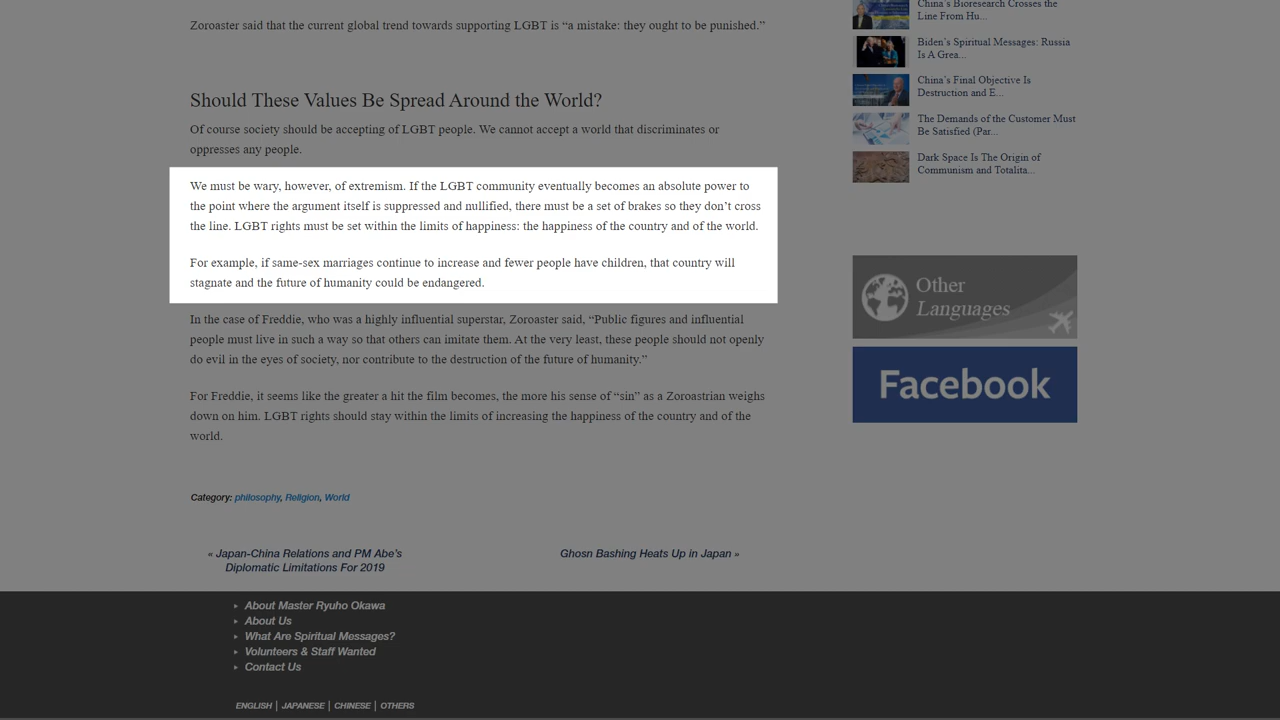 Zoroaster said that the current global trend towards supporting LGBT is “a mistake: they ought to be punished.”
Should These Values Be Spread Around the World?
Of course society should be accepting of LGBT people. We cannot accept a world that discriminates or
oppresses any people.
We must be wary, however, of extremism. If the LGBT community eventually becomes an absolute power to
the point where the argument itself is suppressed and nullified, there must be a set of brakes so they don’t cross
the line. LGBT rights must be set within the limits of happiness: the happiness of the country and of the world.
For example, if same-sex marriages continue to increase and fewer people have children, that country will
stagnate and the future of humanity could be endangered.
In the case of Freddie, who was a highly influential superstar, Zoroaster said, “Public figures and influential
people must live in such a way so that others can imitate them. At the very least, these people should not openly
do evil in the eyes of society, nor contribute to the destruction of the future of humanity.”
For Freddie, it seems like the greater a hit the film becomes, the more his sense of “sin” as a Zoroastrian weighs
down on him. LGBT rights should stay within the limits of increasing the happiness of the country and of the
world.
Category: philosophy, Religion, World
« Japan-China Relations and PM Abe’s
Diplomatic Limitations For 2019
Ghosn Bashing Heats Up in Japan »
China’s Bioresearch Crosses the
Line From Hu...
Biden’s Spiritual Messages: Russia
Is A Grea...
China’s Final Objective Is
Destruction and E...
The Demands of the Customer Must
Be Satisfied (Par...
Dark Space Is The Origin of
Communism and Totalita...
Other
Languages
Facebook
About Master Ryuho Okawa
About Us
What Are Spiritual Messages?
Volunteers & Staff Wanted
Contact Us
ENGLISH | JAPANESE | CHINESE | OTHERS